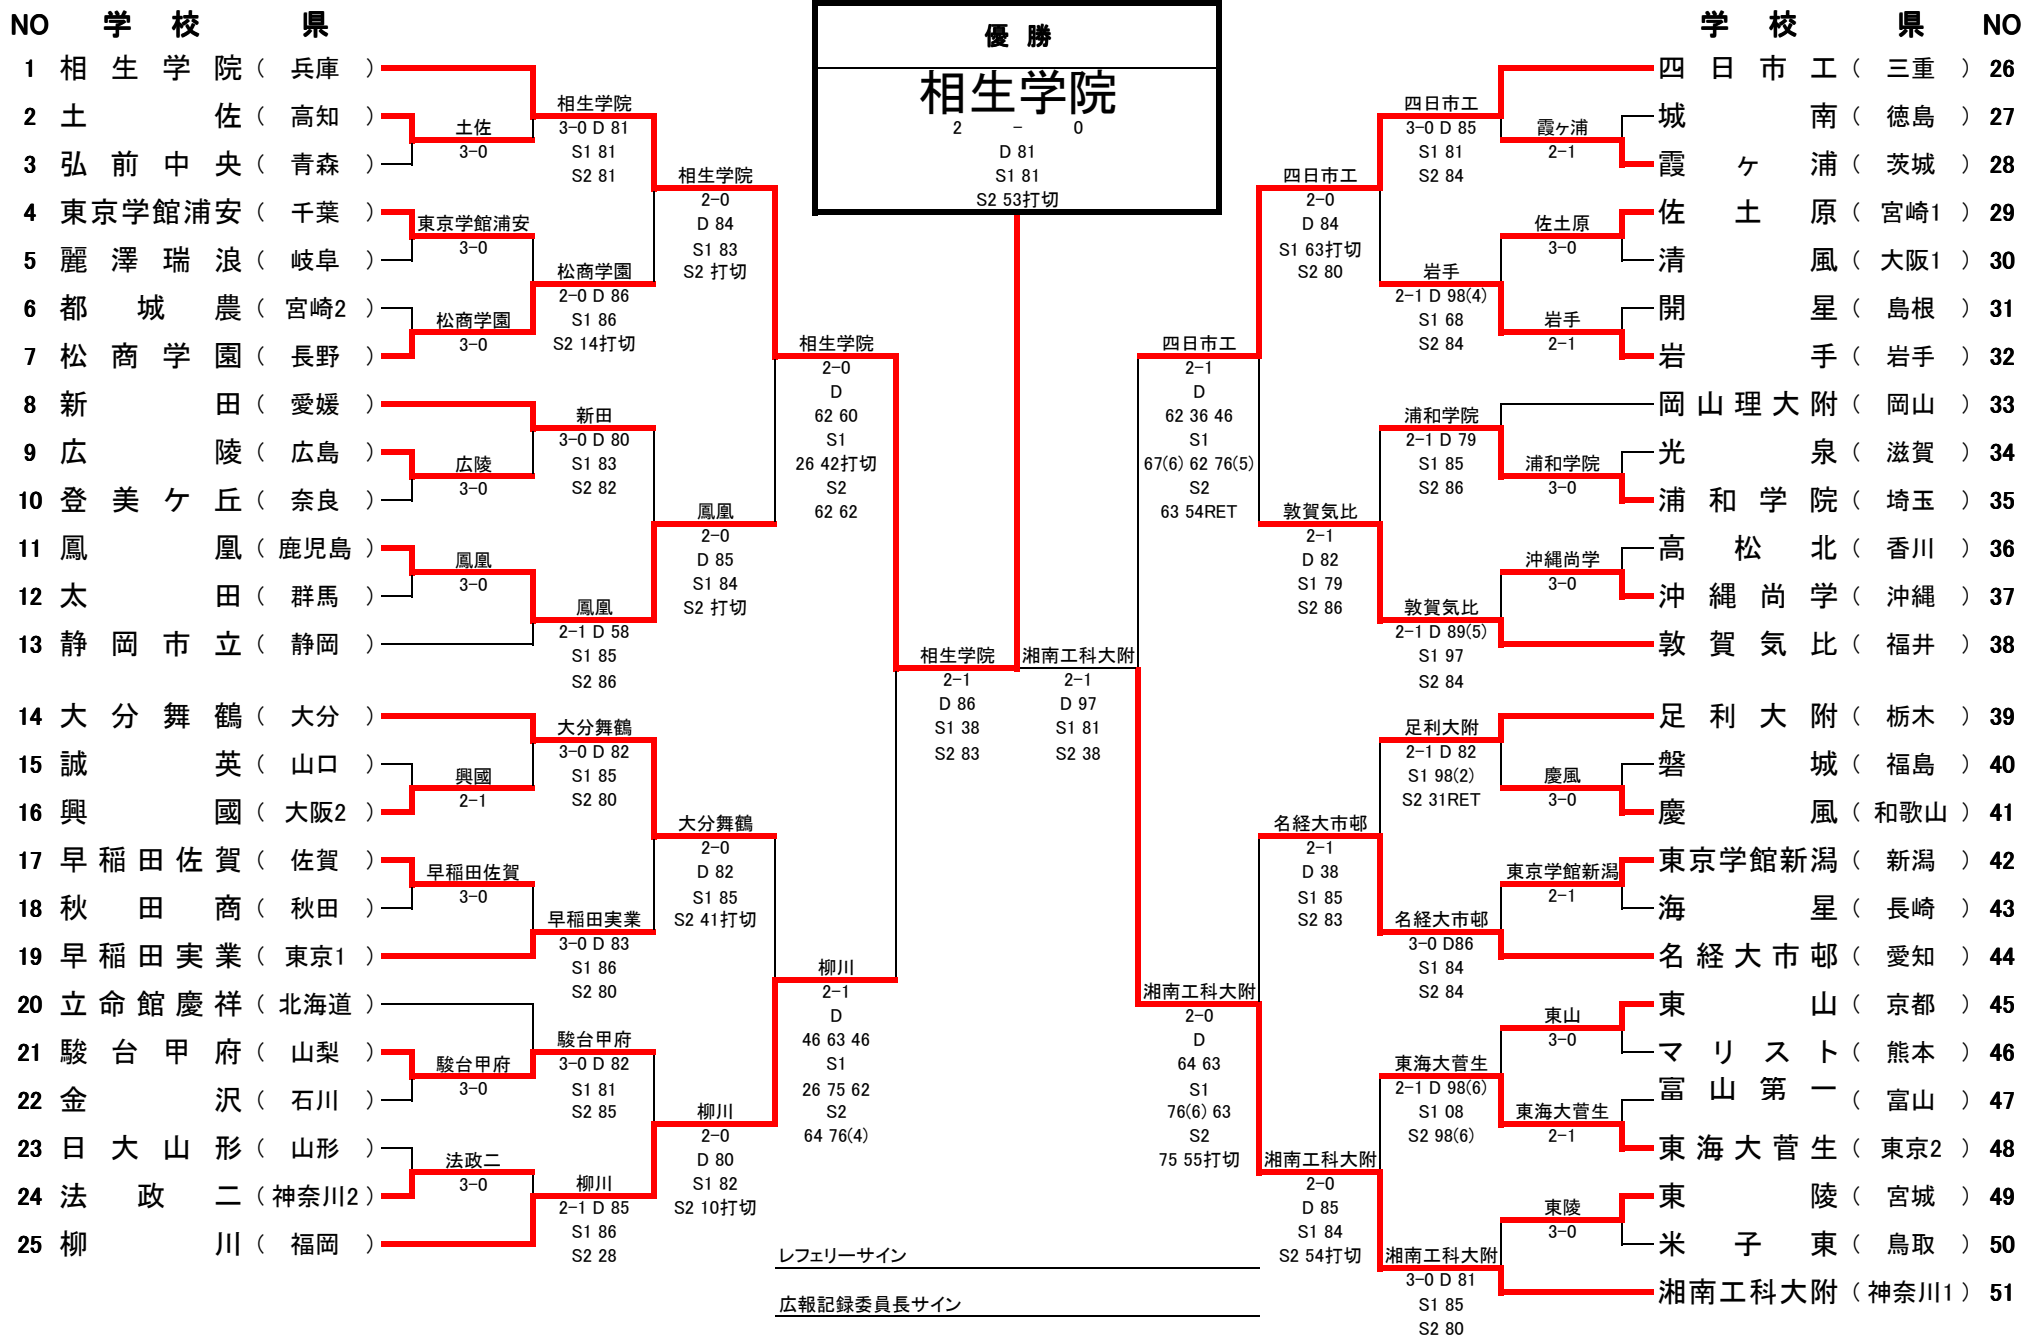 NO 学校 県
1 相生学院 ( 兵庫 )
2 土佐 ( 高知 )
3 弘前中央 ( 青森 )
4 東京学館浦安 ( 千葉 )
5 麗澤瑞浪 ( 岐阜 )
6 都城農 ( 宮崎2 )
7 松商学園 ( 長野 )
8 新田 ( 愛媛 )
9 広陵 ( 広島 )
10 登美ケ丘 ( 奈良 )
11 鳳凰 ( 鹿児島 )
12 太田 ( 群馬 )
13 静岡市立 ( 静岡 )
14 大分舞鶴 ( 大分 )
15 誠英 ( 山口 )
16 興國 ( 大阪2 )
17 早稲田佐賀 ( 佐賀 )
18 秋田商 ( 秋田 )
19 早稲田実業 ( 東京1 )
20 立命館慶祥 ( 北海道 )
21 駿台甲府 ( 山梨 )
22 金沢 ( 石川 )
23 日大山形 ( 山形 )
24 法政二 ( 神奈川2 )
25 柳川 ( 福岡 )
土佐
3-0
東京学館浦安
3-0
松商学園
3-0
広陵
3-0
鳳凰
3-0
興國
2-1
早稲田佐賀
3-0
駿台甲府
3-0
法政二
3-0
相生学院
3-0 D 81
S1 81
S2 81
松商学園
2-0 D 86
S1 86
S2 14打切
新田
3-0 D 80
S1 83
S2 82
鳳凰
2-1 D 58
S1 85
S2 86
大分舞鶴
3-0 D 82
S1 85
S2 80
早稲田実業
3-0 D 83
S1 86
S2 80
駿台甲府
3-0 D 82
S1 81
S2 85
柳川
2-1 D 85
S1 86
S2 28
相生学院
2-0
D 84
S1 83
S2 打切
鳳凰
2-0
D 85
S1 84
S2 打切
大分舞鶴
2-0
D 82
S1 85
S2 41打切
柳川
2-0
D 80
S1 82
S2 10打切
相生学院
2-0
D
62 60
S1
26 42打切
S2
62 62
柳川
2-1
D
46 63 46
S1
26 75 62
S2
64 76(4)
相生学院
2-1
D 86
S1 38
S2 83
優勝
相生学院
2 - 0
D 81
S1 81
S2 53打切
湘南工科大附
2-1
D 97
S1 81
S2 38
四日市工
2-1
D
62 36 46
S1
67(6) 62 76(5)
S2
63 54RET
湘南工科大附
2-0
D
64 63
S1
76(6) 63
S2
75 55打切
四日市工
2-0
D 84
S1 63打切
S2 80
敦賀気比
2-1
D 82
S1 79
S2 86
名経大市邨
2-1
D 38
S1 85
S2 83
湘南工科大附
2-0
D 85
S1 84
S2 54打切
四日市工
3-0 D 85
S1 81
S2 84
岩手
2-1 D 98(4)
S1 68
S2 84
浦和学院
2-1 D 79
S1 85
S2 86
敦賀気比
2-1 D 89(5)
S1 97
S2 84
足利大附
2-1 D 82
S1 98(2)
S2 31RET
名経大市邨
3-0 D86
S1 84
S2 84
東海大菅生
2-1 D 98(6)
S1 08
S2 98(6)
湘南工科大附
3-0 D 81
S1 85
S2 80
霞ヶ浦
2-1
佐土原
3-0
岩手
2-1
浦和学院
3-0
沖縄尚学
3-0
慶風
3-0
東京学館新潟
2-1
東山
3-0
東海大菅生
2-1
東陵
3-0
学校 県 NO
四日市工 ( 三重 ) 26
城南 ( 徳島 ) 27
霞ヶ浦 ( 茨城 ) 28
佐土原 ( 宮崎1 ) 29
清風 ( 大阪1 ) 30
開星 ( 島根 ) 31
岩手 ( 岩手 ) 32
岡山理大附 ( 岡山 ) 33
光泉 ( 滋賀 ) 34
浦和学院 ( 埼玉 ) 35
高松北 ( 香川 ) 36
沖縄尚学 ( 沖縄 ) 37
敦賀気比 ( 福井 ) 38
足利大附 ( 栃木 ) 39
磐城 ( 福島 ) 40
慶風 ( 和歌山 ) 41
東京学館新潟 ( 新潟 ) 42
海星 ( 長崎 ) 43
名経大市邨 ( 愛知 ) 44
東山 ( 京都 ) 45
マリスト ( 熊本 ) 46
富山第一 ( 富山 ) 47
東海大菅生 ( 東京2 ) 48
東陵 ( 宮城 ) 49
米子東 ( 鳥取 ) 50
湘南工科大附 ( 神奈川1 ) 51
レフェリーサイン
広報記録委員長サイン